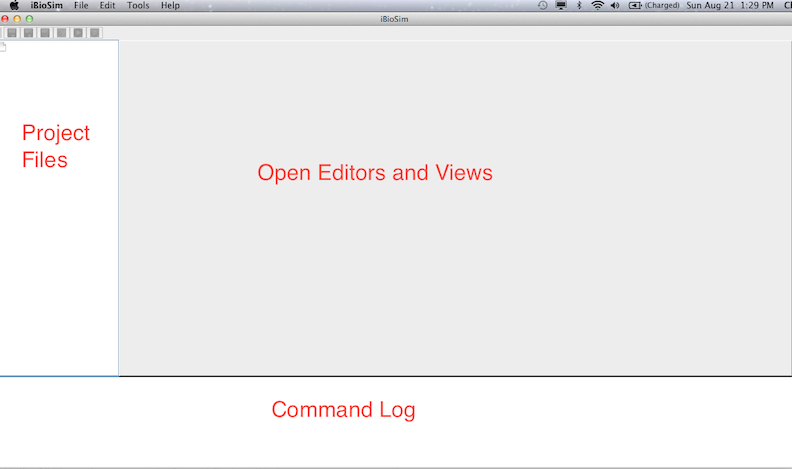 iBioSim File Edit Tools Help (Charged) Sun Aug 21 1:29 PM
iBioSim
Project
Files
Open Editors and Views
Command Log